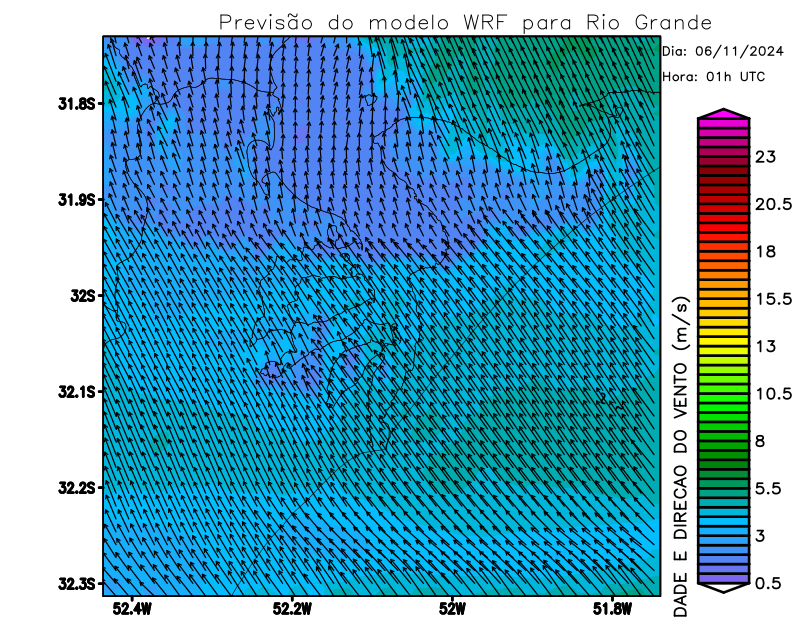 Previsão do modelo WRF para Rio Grande
Dia: 06/11/2024
Hora: 01h UTC
31.8S
31.9S
32S
32.1S
32.2S
32.3S
52.4W
52.2W
52W
51.8W
23
20.5
18
15.5
13
10.5
8
5.5
3
0.5
DADE E DIRECAO DO VENTO (m/s)